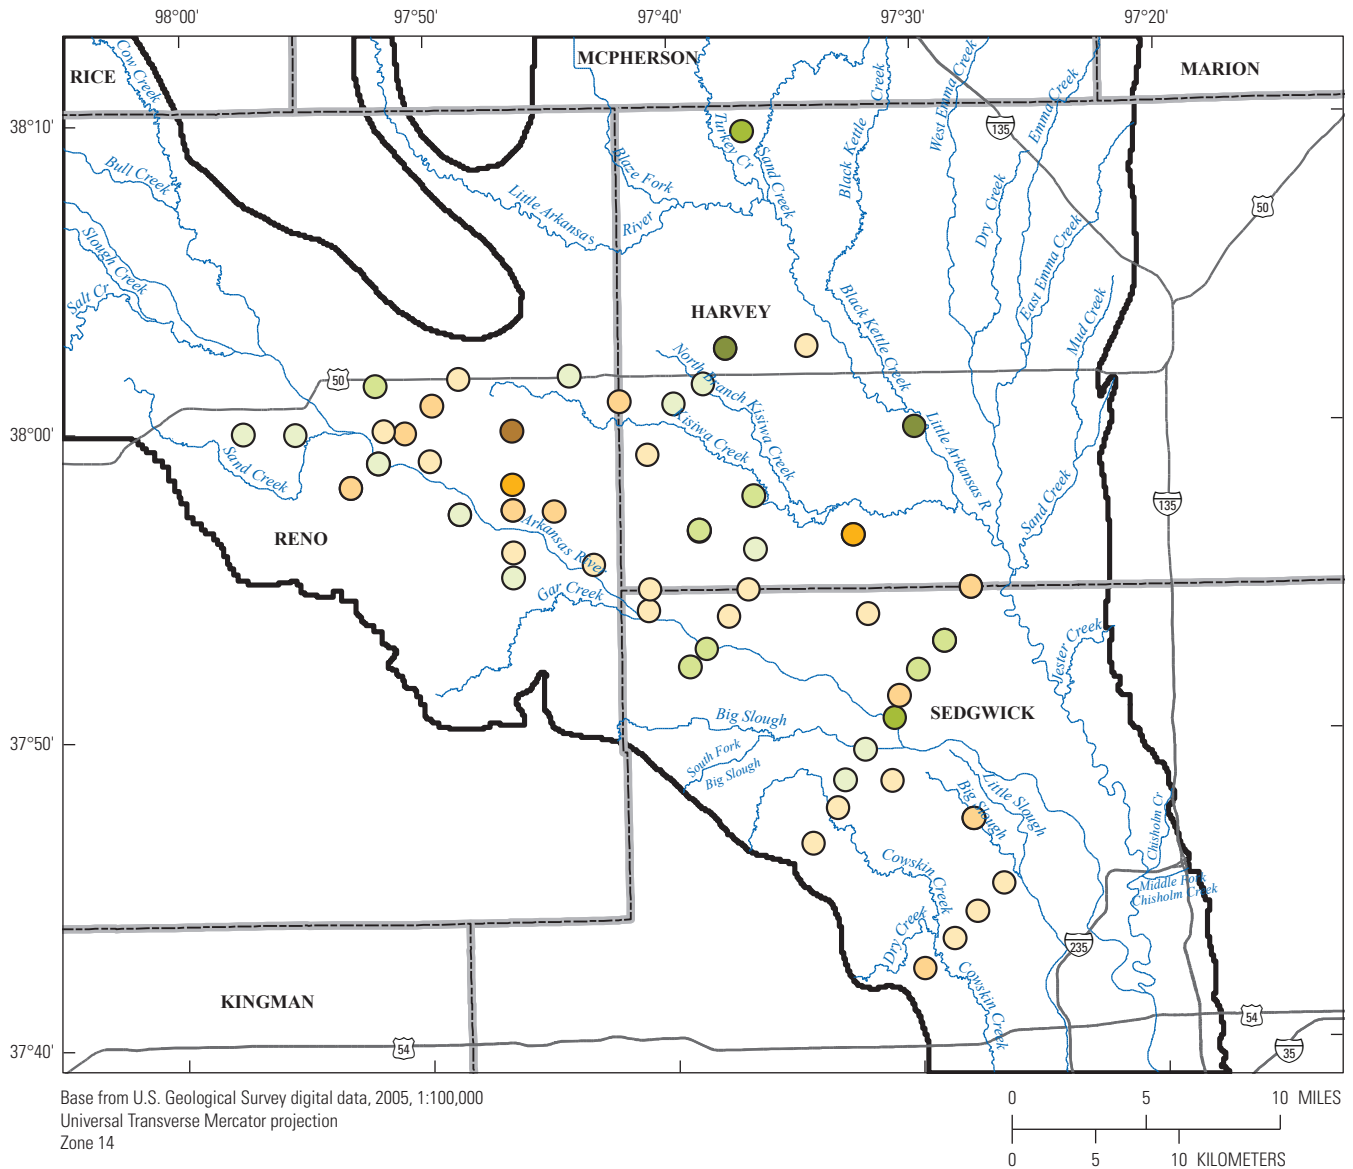 98°00'
97°50'
97°40'
97°30'
97°20'
RICE
MCPHERSON
MARION
38°10'
38°00'
37°50'
37°40'
Cow Creek
Bull Creek
Slough Creek
Salt Cr
Little Arkansas
River
Blaze Fork
Turkey Cr
Sand Creek
Black Kettle
Creek
West Emma Creek
Emma Creek
Dry Creek
East Emma Creek
Mud Creek
135
50
HARVEY
Black Kettle Creek
50
North Branch Kisiwa Creek
Kisiwa Creek
Little Arkansas R
Sand Creek
135
Sand Creek
RENO
Arkansas River
Gar Creek
Jester Creek
SEDGWICK
Big Slough
South Fork
Big Slough
Big Slough
Little Slough
Chisholm Cr
Middle Fork
Chisholm Creek
Cowskin Creek
Dry Creek
Cowskin Creek
235
KINGMAN
54
54
35
Base from U.S. Geological Survey digital data, 2005, 1:100,000
Universal Transverse Mercator projection
Zone 14
0 5 10 MILES
0 5 10 KILOMETERS